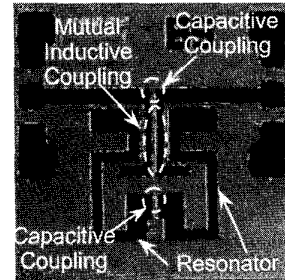 Mutual
Inductive
Coupling
Capacitive
Coupling
Capacitive
Coupling
Resonator